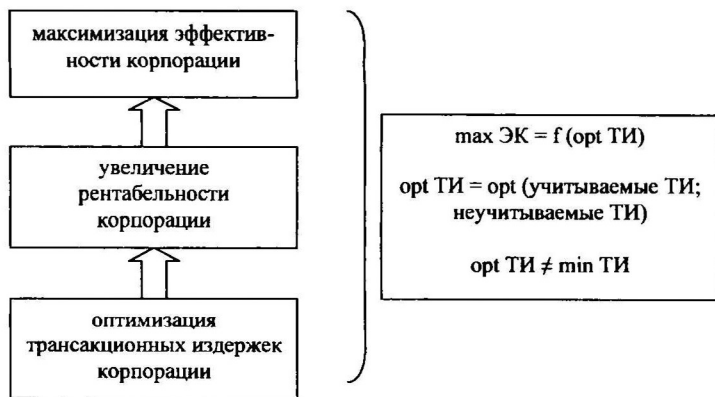 максимизация эффектив-
ности корпорации
увеличение
рентабельности
корпорации
оптимизация
трансакционных издержек
корпорации
max ЭК = f (opt ТИ)
opt ТИ = opt (учитываемые ТИ;
неучитываемые ТИ)
opt ТИ ≠ min ТИ